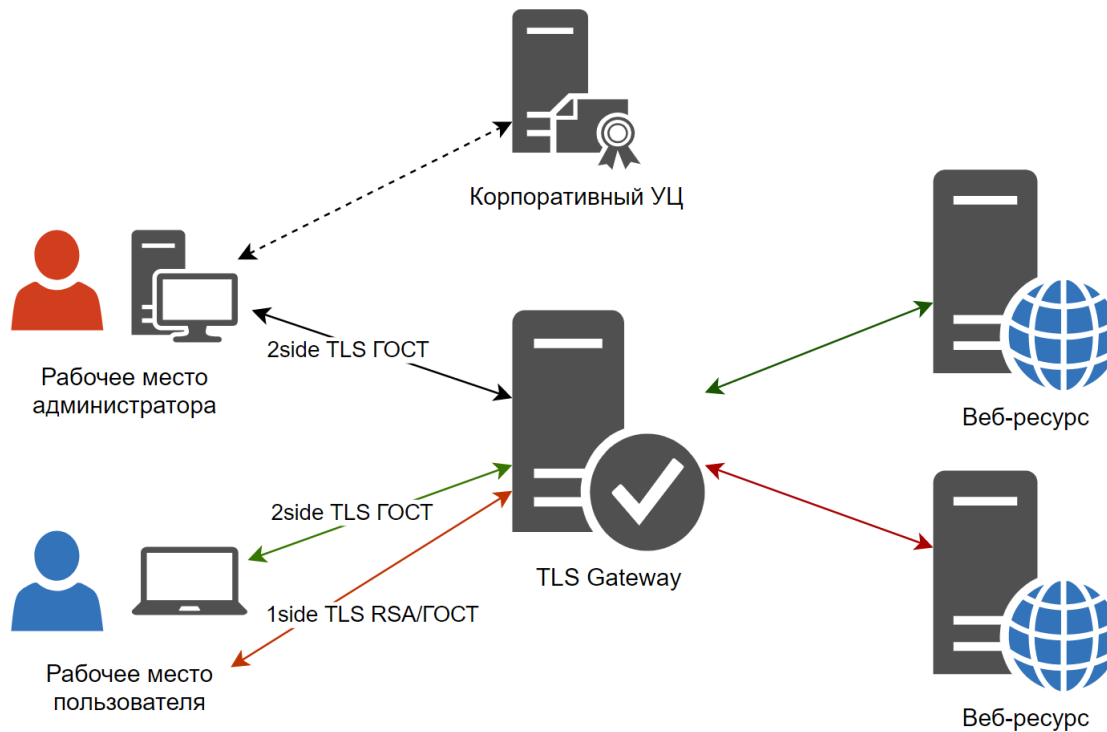 Корпоративный УЦ
2side TLS ГОСТ
Рабочее место
администратора
Веб-ресурс
2side TLS ГОСТ
TLS Gateway
1side TLS RSA/ГОСТ
Рабочее место
пользователя
Веб-ресурс